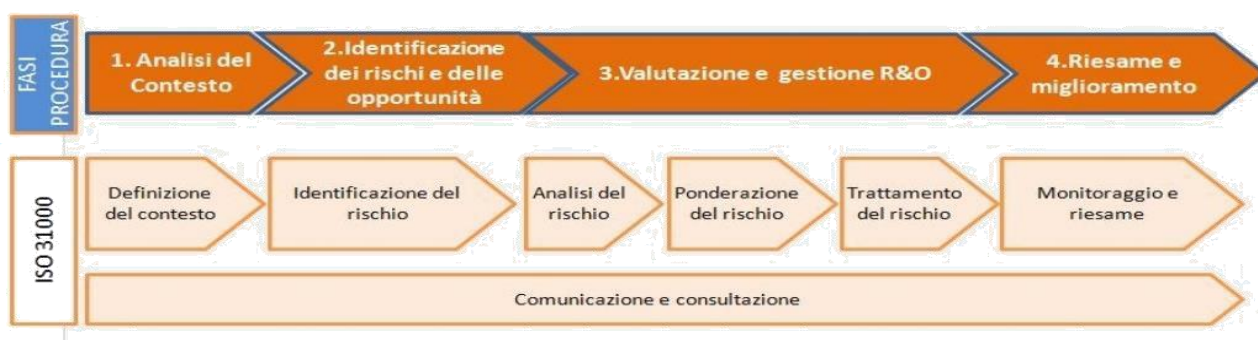 FASI
PROCEDURA
1. Analisi del
Contesto
2.Identificazione
dei rischi e delle
opportunità
3.Valutazione e gestione R&O
4.Riesame e
miglioramento
ISO 31000
Definizione
del contesto
Identificazione del
rischio
Analisi del
rischio
Ponderazione
del rischio
Trattamento
del rischio
Monitoraggio e
riesame
Comunicazione e consultazione